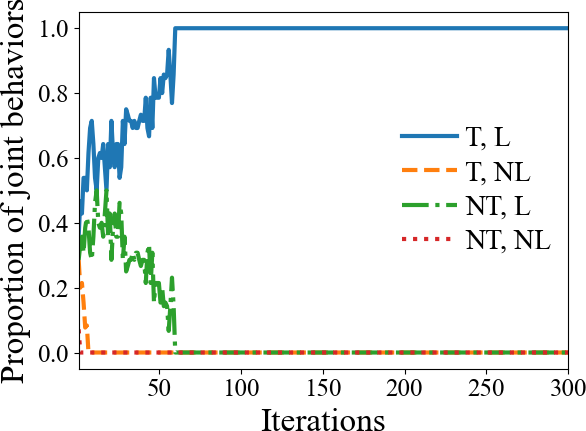 Proportion of joint behaviors
1.0
0.8
0.6
0.4
0.2
0.0
T, L
T, NL
NT, L
NT, NL
50 100 150 200 250 300
Iterations